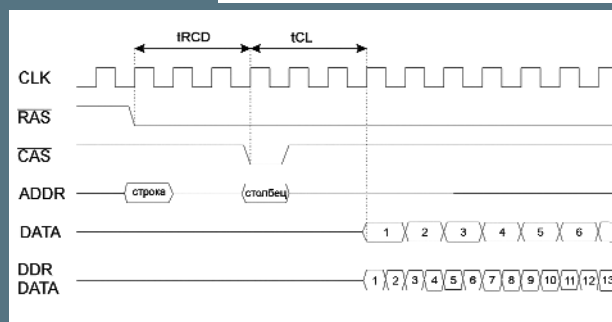 tRCD tCL
CLK
RAS
CAS
ADDR строка столбец
DATA 1 2 3 4 5 6
DDR
DATA 1 2 3 4 5 6 7 8 9 10 11 12 13